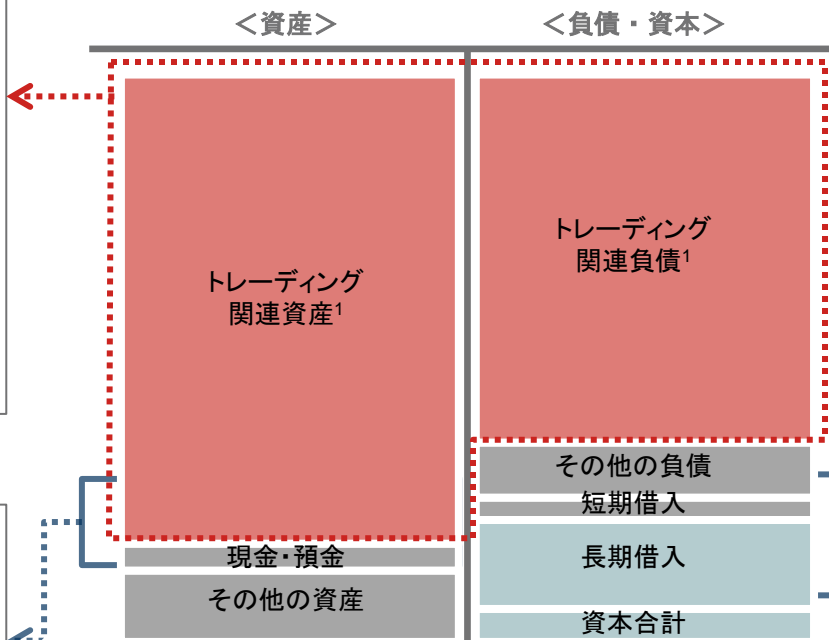 ＜資産＞
＜負債・資本＞
トレーディング
関連資産1
現金・預金
その他の資産
トレーディング
関連負債1
その他の負債
短期借入
長期借入
資本合計